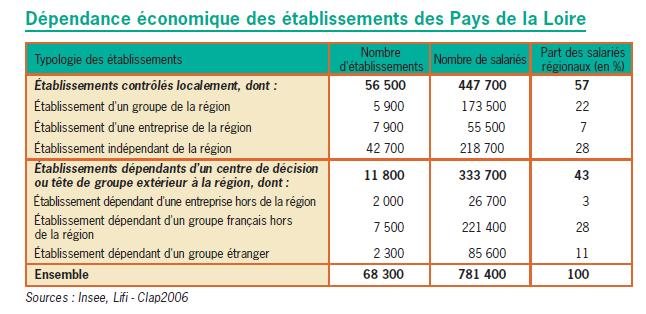 Dépendance économique des établissements des Pays de la Loire
Typologie des établissements | Nombre d'établissements | Nombre de salariés | Part des salariés régionaux (en %)
Établissements contrôlés localement, dont : 56 500 447 700 57
Établissement d'un groupe de la région 5 900 173 500 22
Établissement d'une entreprise de la région 7 900 55 500 7
Établissement indépendant de la région 42 700 218 700 28
Établissements dépendants d'un centre de décision
ou tête de groupe extérieur à la région, dont : 11 800 333 700 43
Établissement dépendant d'une entreprise hors de la région 2 000 26 700 3
Établissement dépendant d'un groupe français hors
de la région 7 500 221 400 28
Établissement dépendant d'un groupe étranger 2 300 85 600 11
Ensemble 68 300 781 400 100
Sources : Insee, Lifi - Clap2006